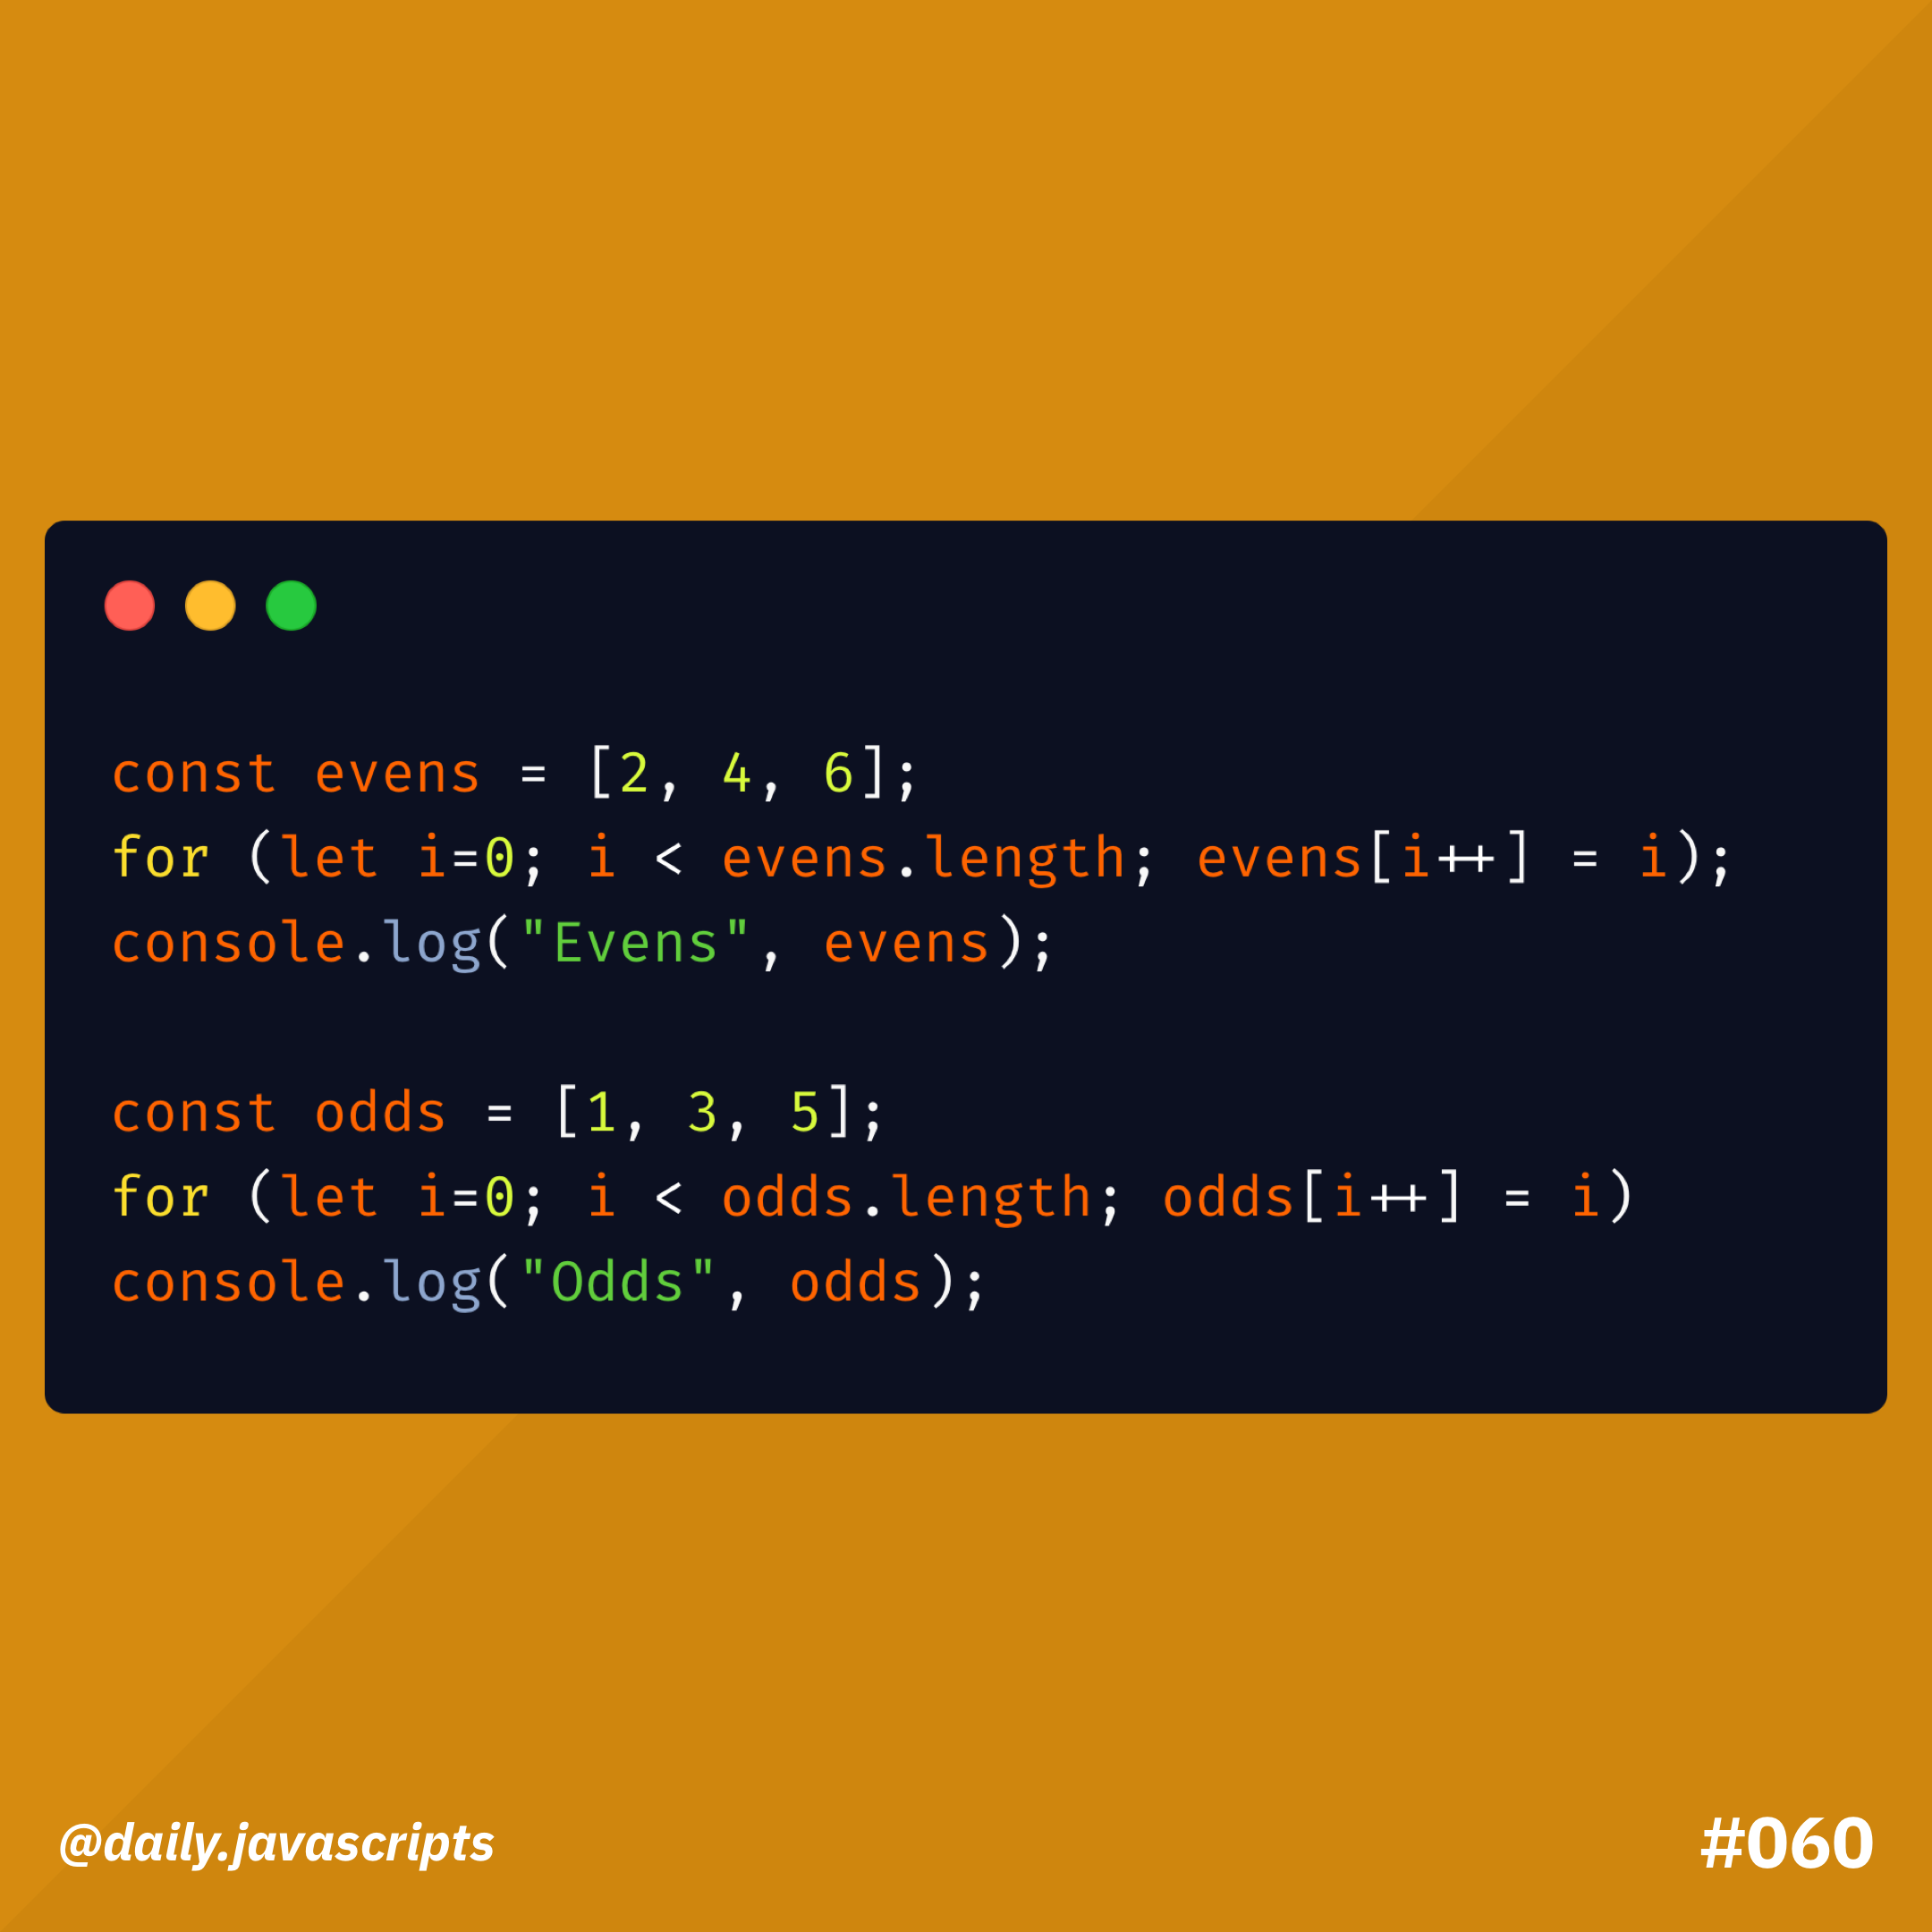 const evens = [2, 4, 6];
for (let i=0; i < evens.length; evens[i++] = i);
console.log("Evens", evens);
const odds = [1, 3, 5];
for (let i=0; i < odds.length; odds[i++] = i)
console.log("Odds", odds);
@daily.javascripts
#060